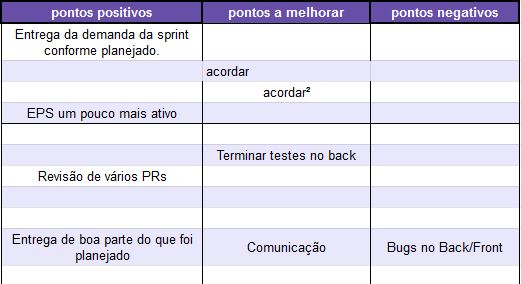 pontos positivos pontos a melhorar pontos negativos
Entrega da demanda da sprint
conforme planejado.
acordar
acordar²
EPS um pouco mais ativo
Terminar testes no back
Revisão de vários PRs
Entrega de boa parte do que foi
planejado
Comunicação
Bugs no Back/Front